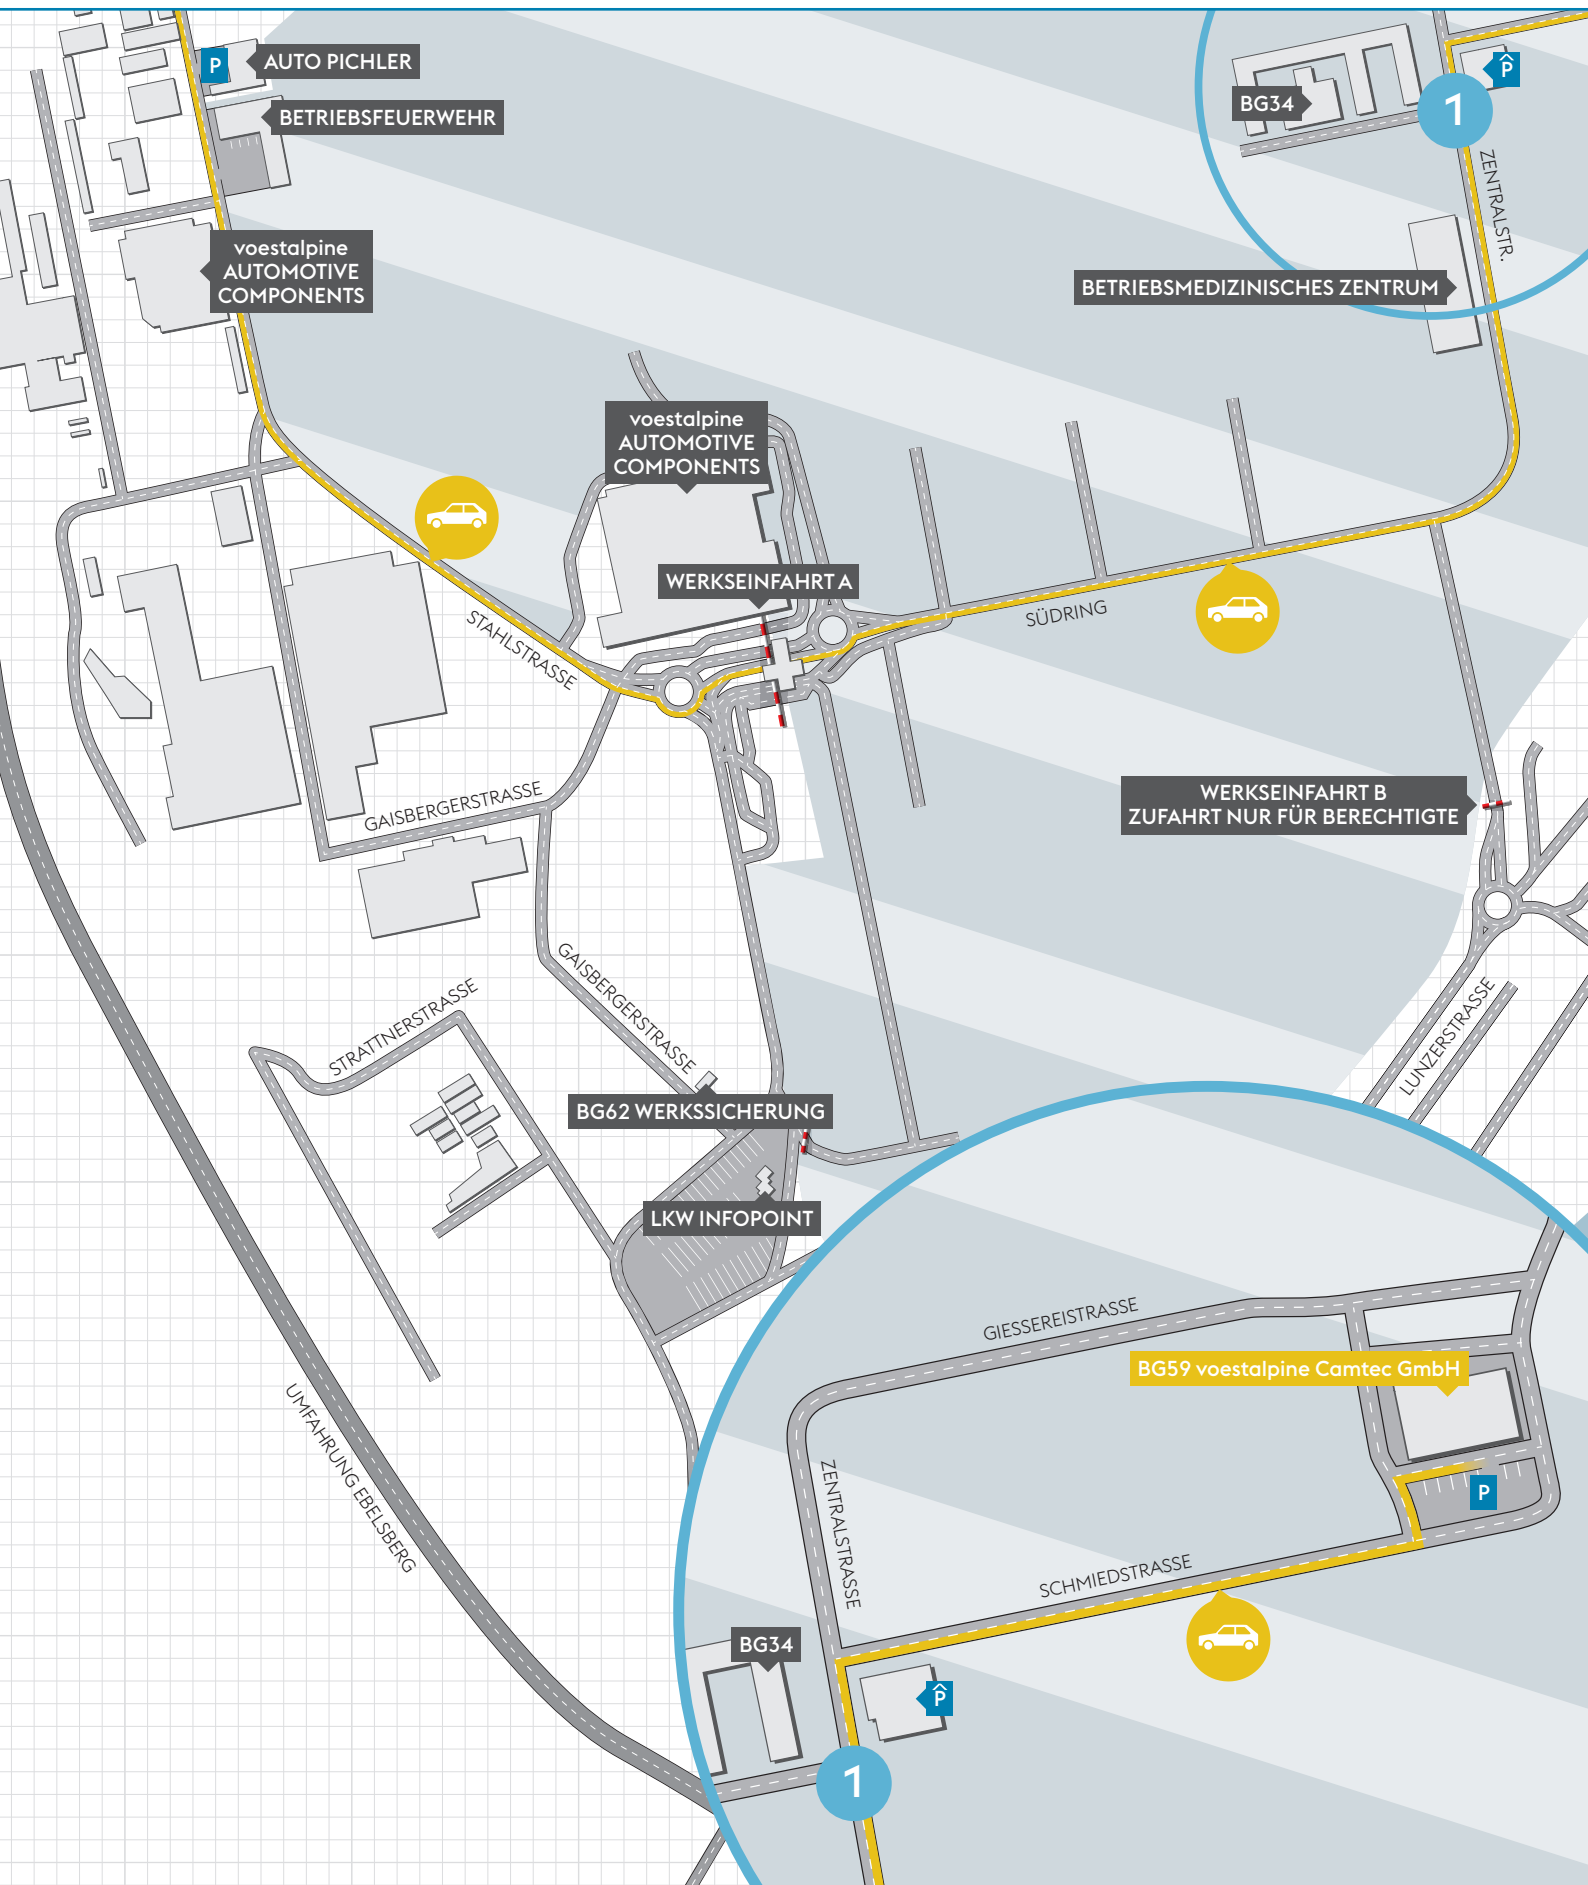 P
AUTO PICHLER
BETRIEBSFEUERWEHR
voestalpine
AUTOMOTIVE
COMPONENTS
P
BG34
1
ZENTRALSTR.
BETRIEBSMEDIZINISCHES ZENTRUM
voestalpine
AUTOMOTIVE
COMPONENTS
WERKSEINFAHRT A
STAHLSTRASSE
SÜDRING
GAISBERGERSTRASSE
WERKSEINFAHRT B
ZUFAHRT NUR FÜR BERECHTIGTE
GAISBERGERSTRASSE
STRATTNERSTRASSE
LUNZERSTRASSE
BG62 WERKSSICHERUNG
LKW INFOPOINT
UMFAHRUNG EBELSBERG
GIESSEREISTRASSE
BG59 voestalpine Camtec GmbH
P
ZENTRALSTRASSE
SCHMIEDSTRASSE
BG34
P
1